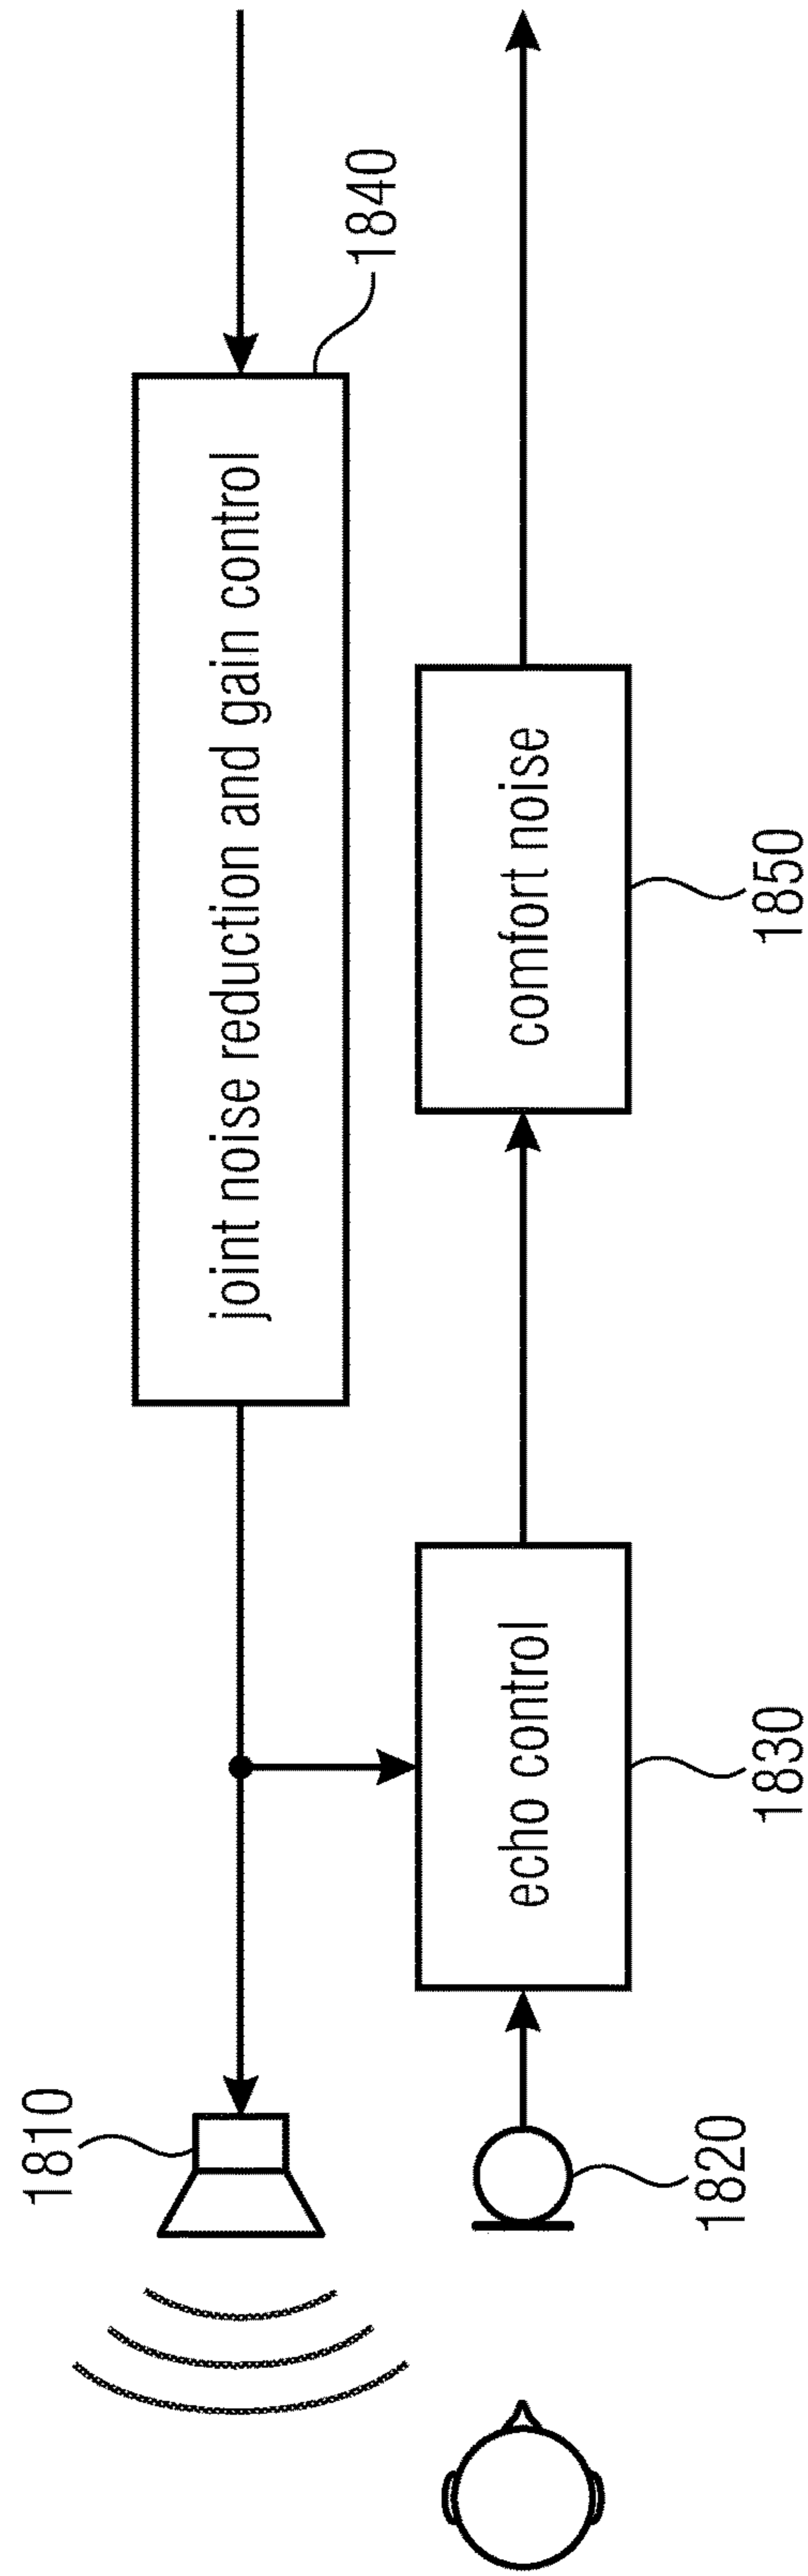 1840
joint noise reduction and gain control
comfort noise
1850
echo control
1830
1810
1820